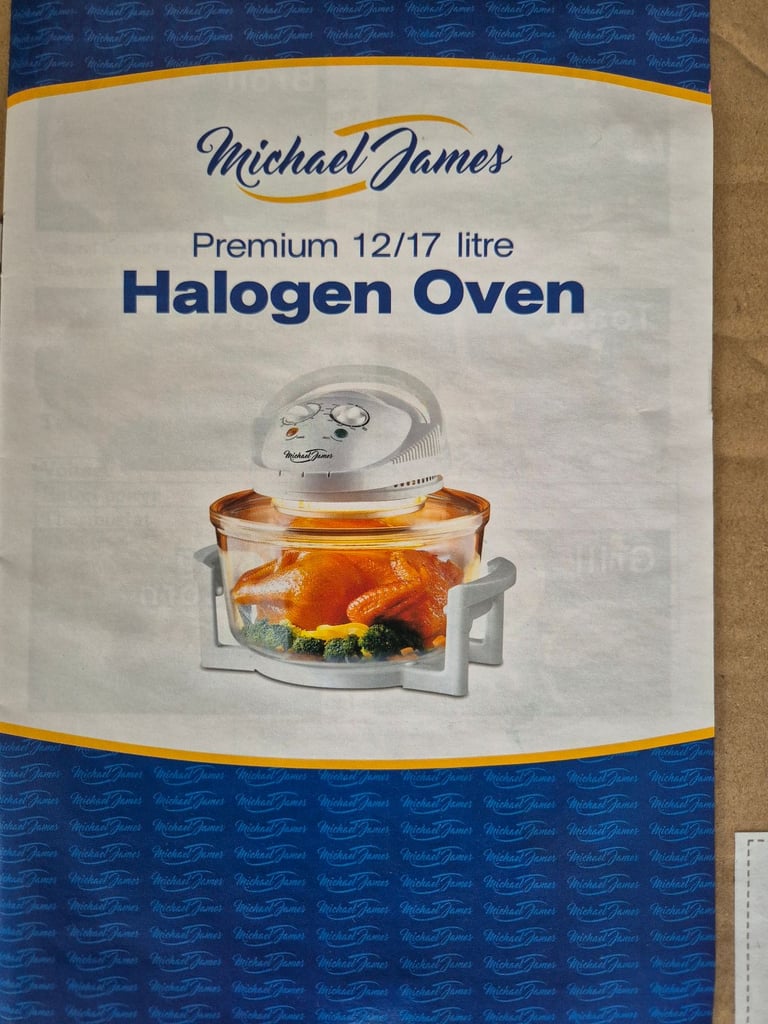 Michael James
Premium 12/17 litre
Halogen Oven
Michael James